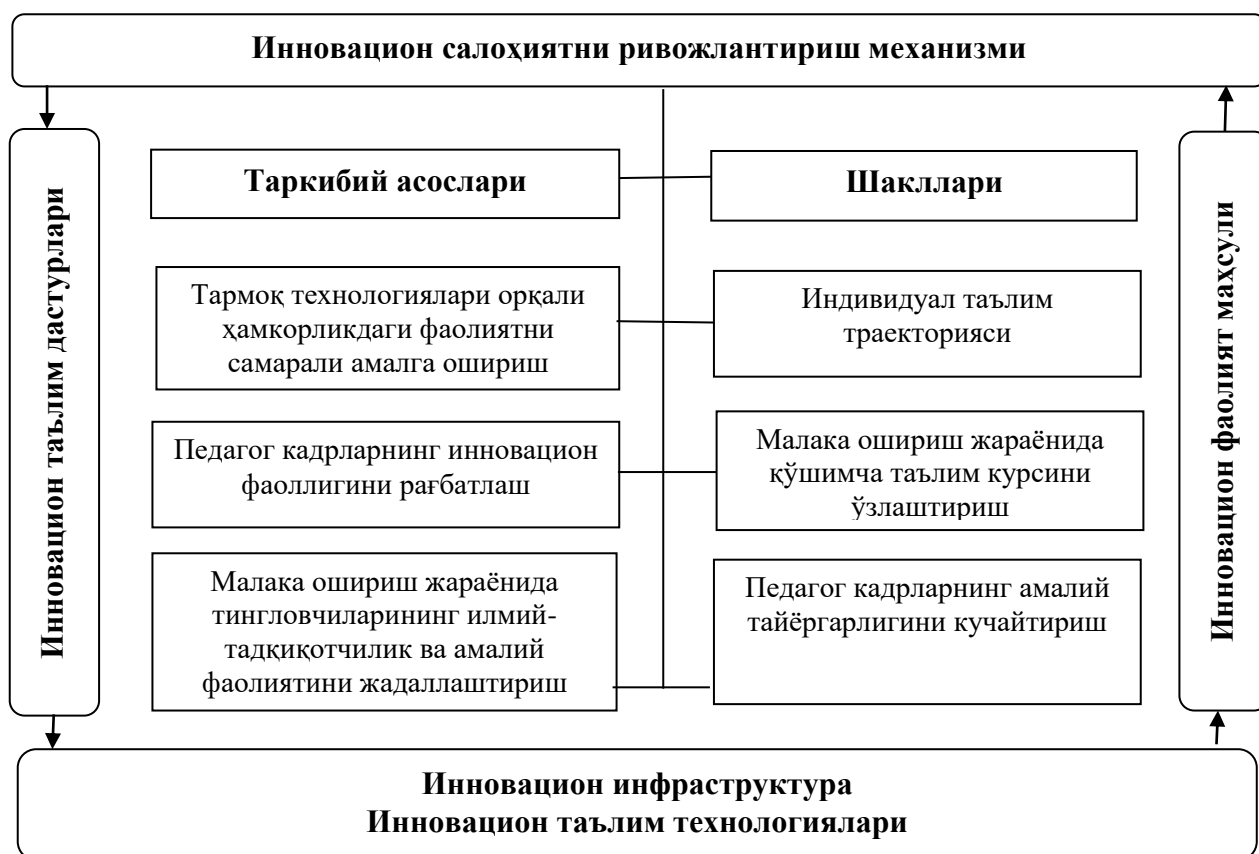 Инновацион салоҳиятни ривожлантириш механизми
Инновацион таълим дастурлари
Таркибий асослари
Шакллари
Тармоқ технологиялари орқали
ҳамкорликдаги фаолиятни
самарали амалга ошириш
Индивидуал таълим
траекторияси
Педагог кадрларнинг инновацион
фаоллигини рағбатлаш
Малака ошириш жараёнида
қўшимча таълим курсини
ўзлаштириш
Малака ошириш жараёнида
тингловчиларининг илмий-
тадқиқотчилик ва амалий
фаолиятини жадаллаштириш
Педагог кадрларнинг амалий
тайёргарлигини кучайтириш
Инновацион фаолият маҳсули
Инновацион инфраструктура
Инновацион таълим технологиялари